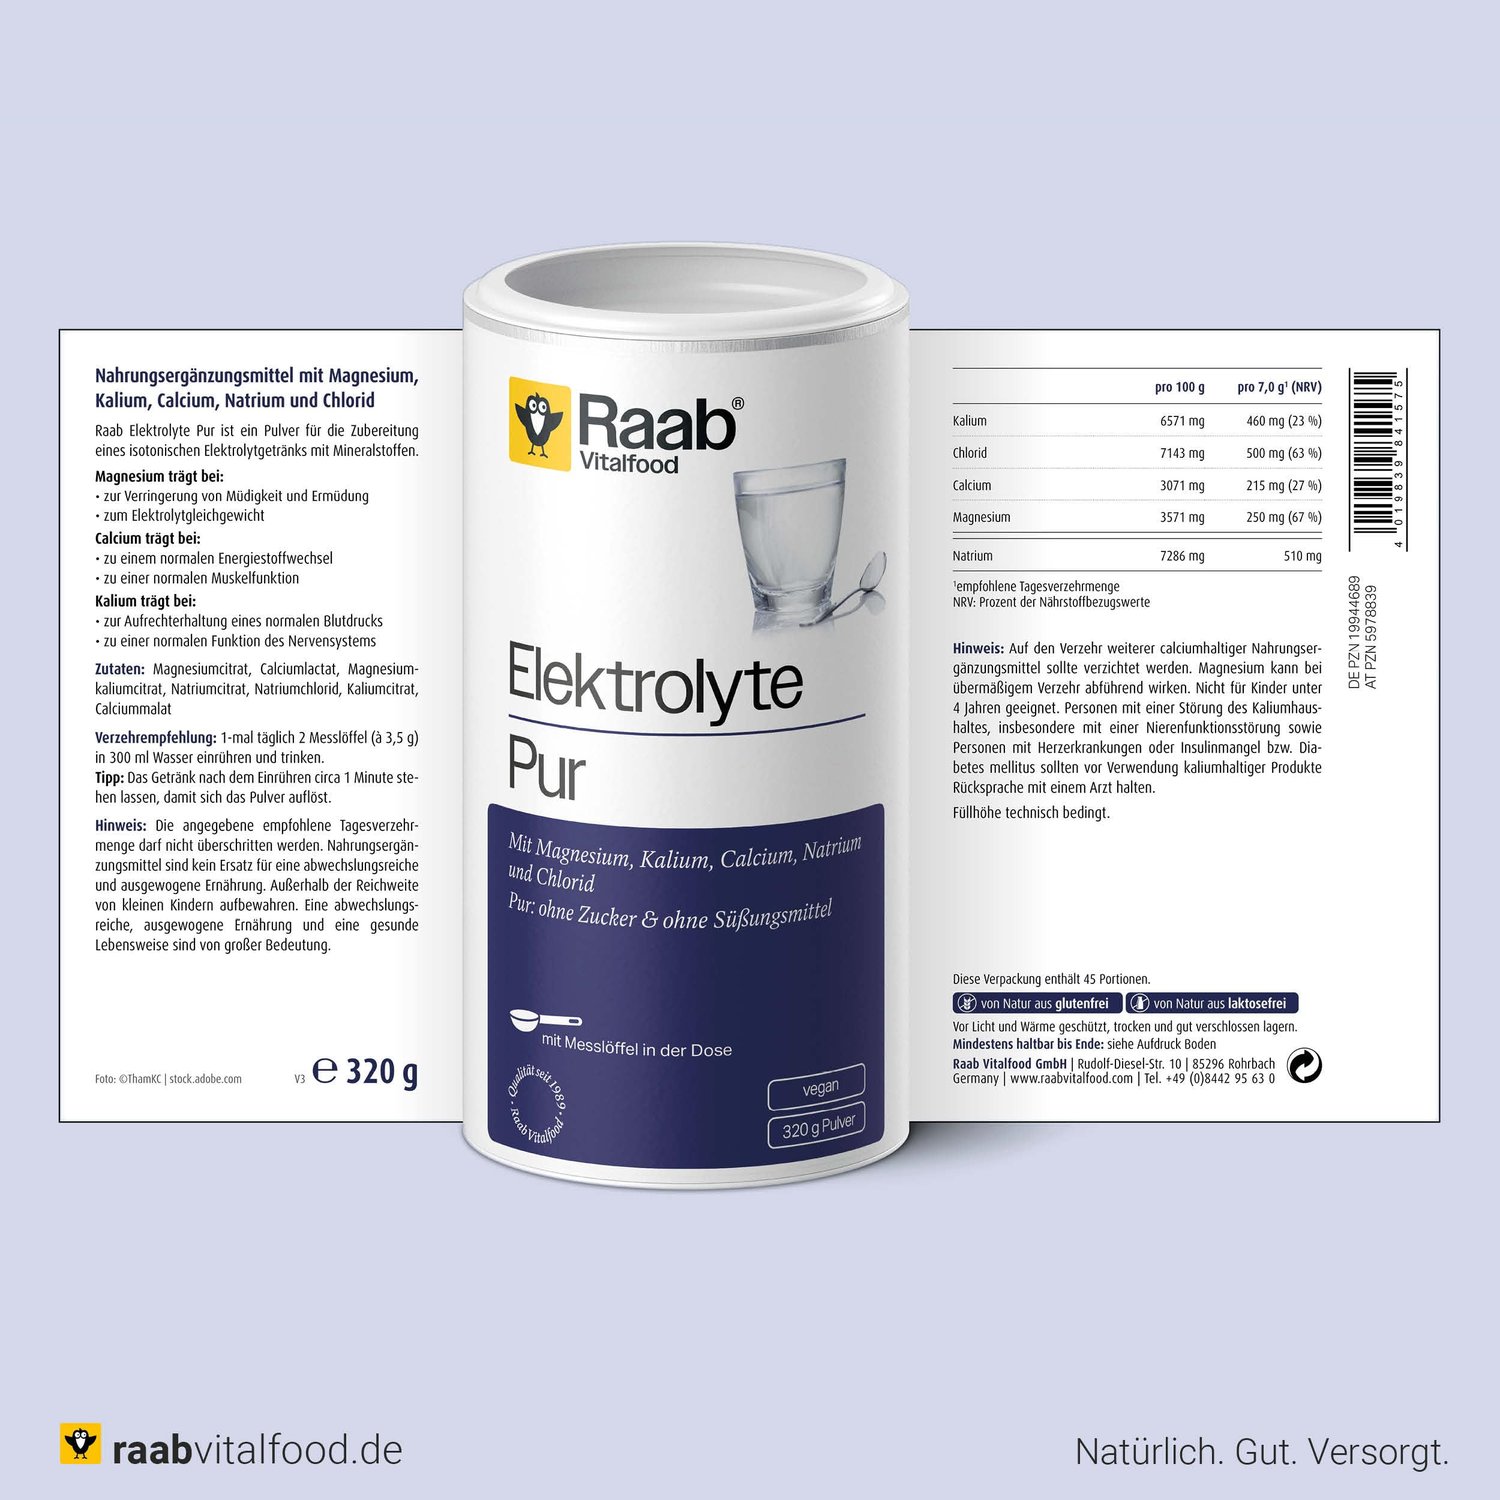 Nahrungsergänzungsmittel mit Magnesium,
Kalium, Calcium, Natrium und Chlorid
Raab Elektrolyte Pur ist ein Pulver für die Zubereitung
eines isotonischen Elektrolytgetränks mit Mineralstoffen.
Magnesium trägt bei:
• zur Verringerung von Müdigkeit und Ermüdung
• zum Elektrolytgleichgewicht
Calcium trägt bei:
• zu einem normalen Energiestoffwechsel
• zu einer normalen Muskelfunktion
Kalium trägt bei:
• zur Aufrechterhaltung eines normalen Blutdrucks
• zu einer normalen Funktion des Nervensystems
Zutaten: Magnesiumcitrat, Calciumlactat, Magnesium-
kaliumcitrat, Natriumcitrat, Natriumchlorid, Kaliumcitrat,
Calciummalat
Verzehrempfehlung: 1-mal täglich 2 Messlöffel (à 3,5 g)
in 300 ml Wasser einrühren und trinken.
Tipp: Das Getränk nach dem Einrühren circa 1 Minute ste-
hen lassen, damit sich das Pulver auflöst.
Hinweis: Die angegebene empfohlene Tagesverzehr-
menge darf nicht überschritten werden. Nahrungsergän-
zungsmittel sind kein Ersatz für eine abwechslungsreiche
und ausgewogene Ernährung. Außerhalb der Reichweite
von kleinen Kindern aufbewahren. Eine abwechslungs-
reiche, ausgewogene Ernährung und eine gesunde
Lebensweise sind von großer Bedeutung.
Foto: ©ThamKC | stock.adobe.com V3 ℮ 320 g
Raab®
Vitalfood
Elektrolyte
Pur
Mit Magnesium, Kalium, Calcium, Natrium
und Chlorid
Pur: ohne Zucker & ohne Süßungsmittel
mit Messlöffel in der Dose
Qualität seit 1989 • Raab Vitalfood •
vegan
320 g Pulver
pro 100 g pro 7,0 g¹ (NRV)
Kalium 6571 mg 460 mg (23 %)
Chlorid 7143 mg 500 mg (63 %)
Calcium 3071 mg 215 mg (27 %)
Magnesium 3571 mg 250 mg (67 %)
Natrium 7286 mg 510 mg
¹empfohlene Tagesverzehrmenge
NRV: Prozent der Nährstoffbezugswerte
Hinweis: Auf den Verzehr weiterer calciumhaltiger Nahrungser-
gänzungsmittel sollte verzichtet werden. Magnesium kann bei
übermäßigem Verzehr abführend wirken. Nicht für Kinder unter
4 Jahren geeignet. Personen mit einer Störung des Kaliumhaus-
haltes, insbesondere mit einer Nierenfunktionsstörung sowie
Personen mit Herzerkrankungen oder Insulinmangel bzw. Dia-
betes mellitus sollten vor Verwendung kaliumhaltiger Produkte
Rücksprache mit einem Arzt halten.
Füllhöhe technisch bedingt.
Diese Verpackung enthält 45 Portionen.
von Natur aus glutenfrei von Natur aus laktosefrei
Vor Licht und Wärme geschützt, trocken und gut verschlossen lagern.
Mindestens haltbar bis Ende: siehe Aufdruck Boden
Raab Vitalfood GmbH | Rudolf-Diesel-Str. 10 | 85296 Rohrbach
Germany | www.raabvitalfood.com | Tel. +49 (0)8442 95 63 0
4 019839 841575
DE PZN 19944689
AT PZN 5978839
raabvitalfood.de
Natürlich. Gut. Versorgt.